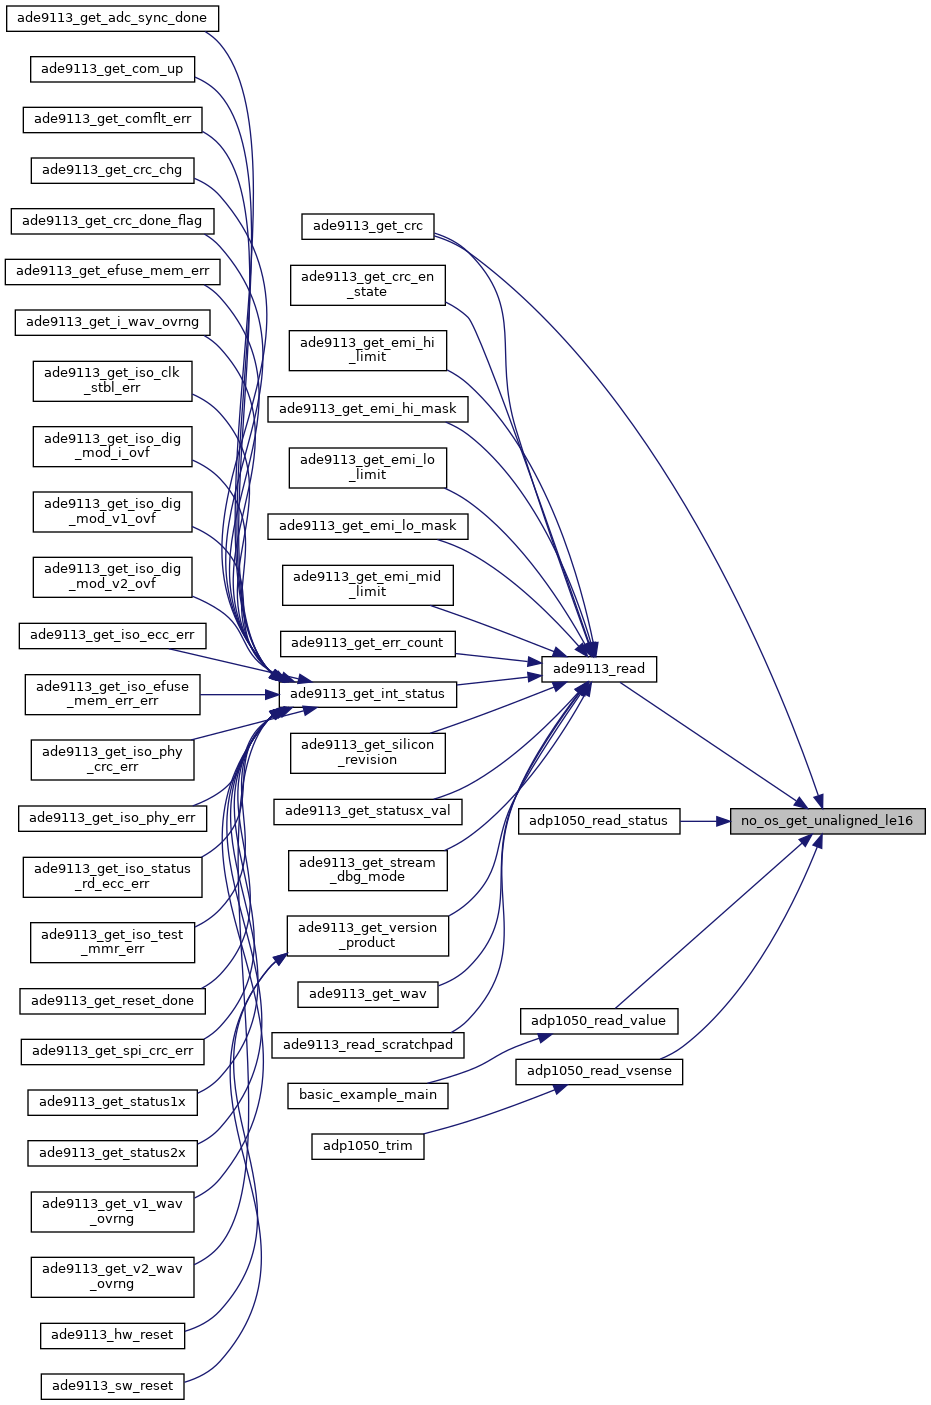 ade9113_get_adc_sync_done
ade9113_get_com_up
ade9113_get_comflt_err
ade9113_get_crc_chg
ade9113_get_crc_done_flag
ade9113_get_efuse_mem_err
ade9113_get_i_wav_ovrng
ade9113_get_iso_clk
_stbl_err
ade9113_get_iso_dig
_mod_i_ovf
ade9113_get_iso_dig
_mod_v1_ovf
ade9113_get_iso_dig
_mod_v2_ovf
ade9113_get_iso_ecc_err
ade9113_get_iso_efuse
_mem_err_err
ade9113_get_iso_phy
_crc_err
ade9113_get_iso_phy_err
ade9113_get_iso_status
_rd_ecc_err
ade9113_get_iso_test
_mmr_err
ade9113_get_reset_done
ade9113_get_spi_crc_err
ade9113_get_status1x
ade9113_get_status2x
ade9113_get_v1_wav
_ovrng
ade9113_get_v2_wav
_ovrng
ade9113_hw_reset
ade9113_sw_reset
ade9113_get_crc
ade9113_get_crc_en
_state
ade9113_get_emi_hi
_limit
ade9113_get_emi_hi_mask
ade9113_get_emi_lo
_limit
ade9113_get_emi_lo_mask
ade9113_get_emi_mid
_limit
ade9113_get_err_count
ade9113_get_int_status
ade9113_get_silicon
_revision
ade9113_get_statusx_val
ade9113_get_stream
_dbg_mode
ade9113_get_version
_product
ade9113_get_wav
ade9113_read_scratchpad
basic_example_main
adp1050_trim
ade9113_read
adp1050_read_status
adp1050_read_value
adp1050_read_vsense
no_os_get_unaligned_le16